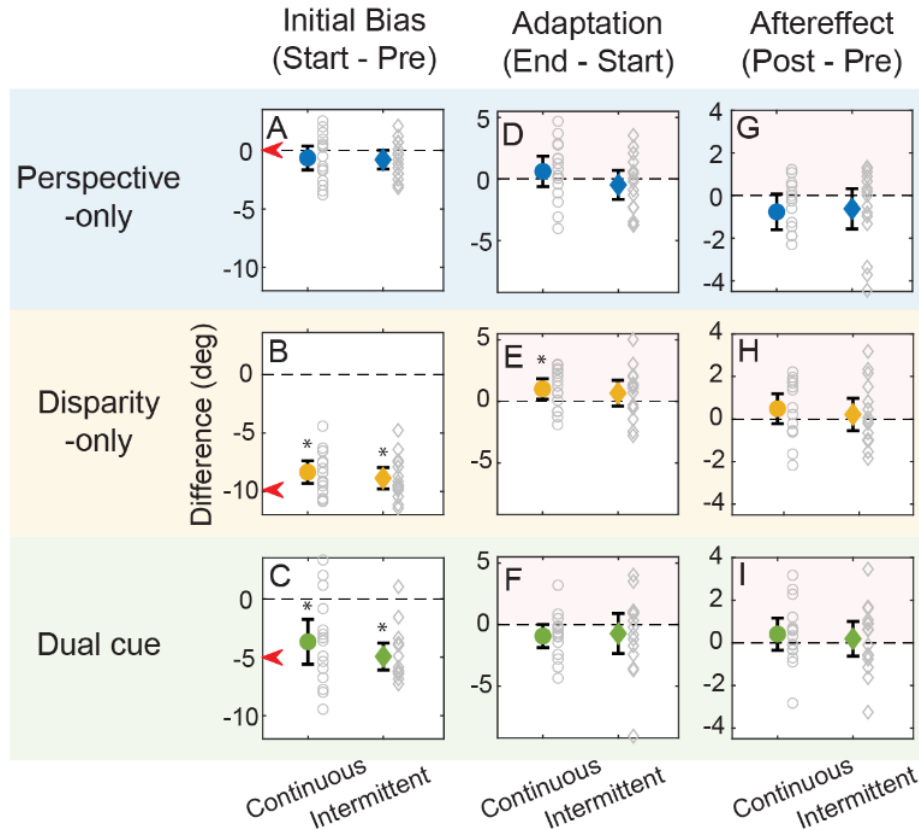 Initial Bias
(Start - Pre)
Adaptation
(End - Start)
Aftereffect
(Post - Pre)
Perspective
-only
A
0
-5
-10
D
5
0
-5
G
4
2
0
-2
-4
Disparity
-only
Difference (deg)
B
0
-5
-10
*
*
E
5
0
-5
*
H
4
2
0
-2
-4
Dual cue
C
0
-5
-10
*
*
F
5
0
-5
I
4
2
0
-2
-4
Continuous
Intermittent
Continuous
Intermittent
Continuous
Intermittent